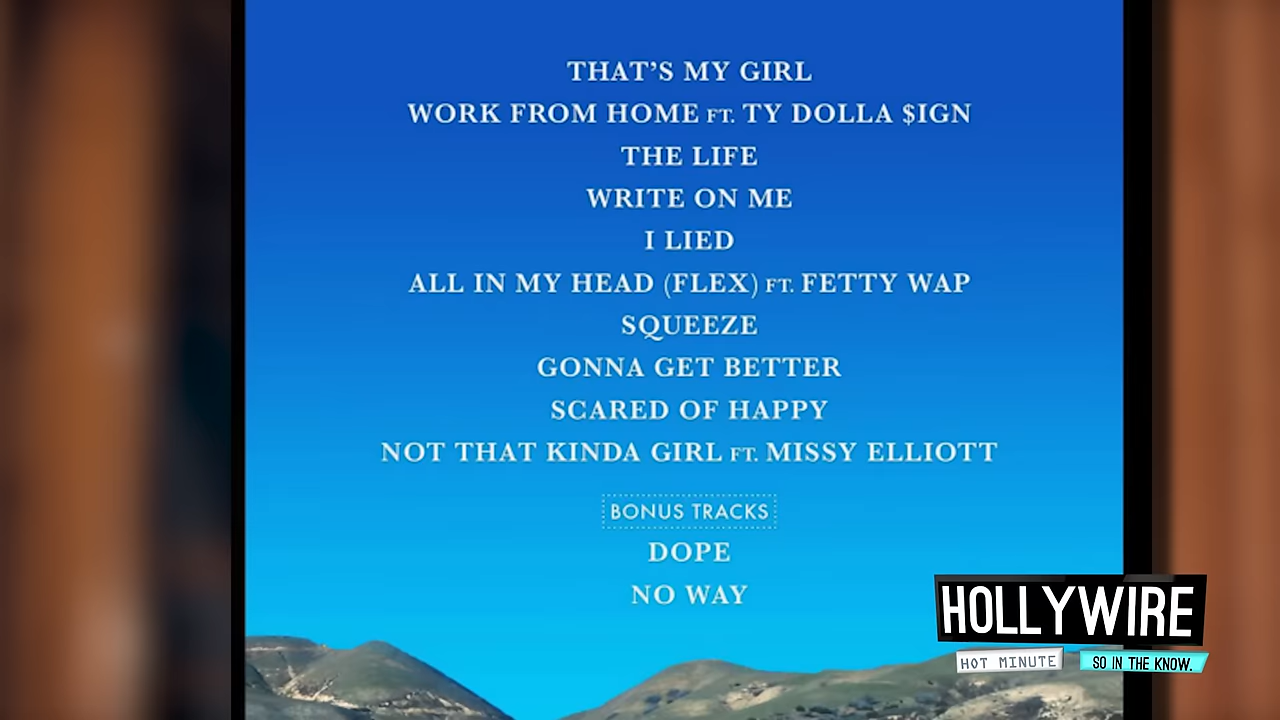 THAT'S MY GIRL
WORK FROM HOME FT. TY DOLLA $IGN
THE LIFE
WRITE ON ME
I LIED
ALL IN MY HEAD (FLEX) FT. FETTY WAP
SQUEEZE
GONNA GET BETTER
SCARED OF HAPPY
NOT THAT KINDA GIRL FT. MISSY ELLIOTT
BONUS TRACKS
DOPE
NO WAY
HOLLYWIRE
HOT MINUTE
SO IN THE KNOW.